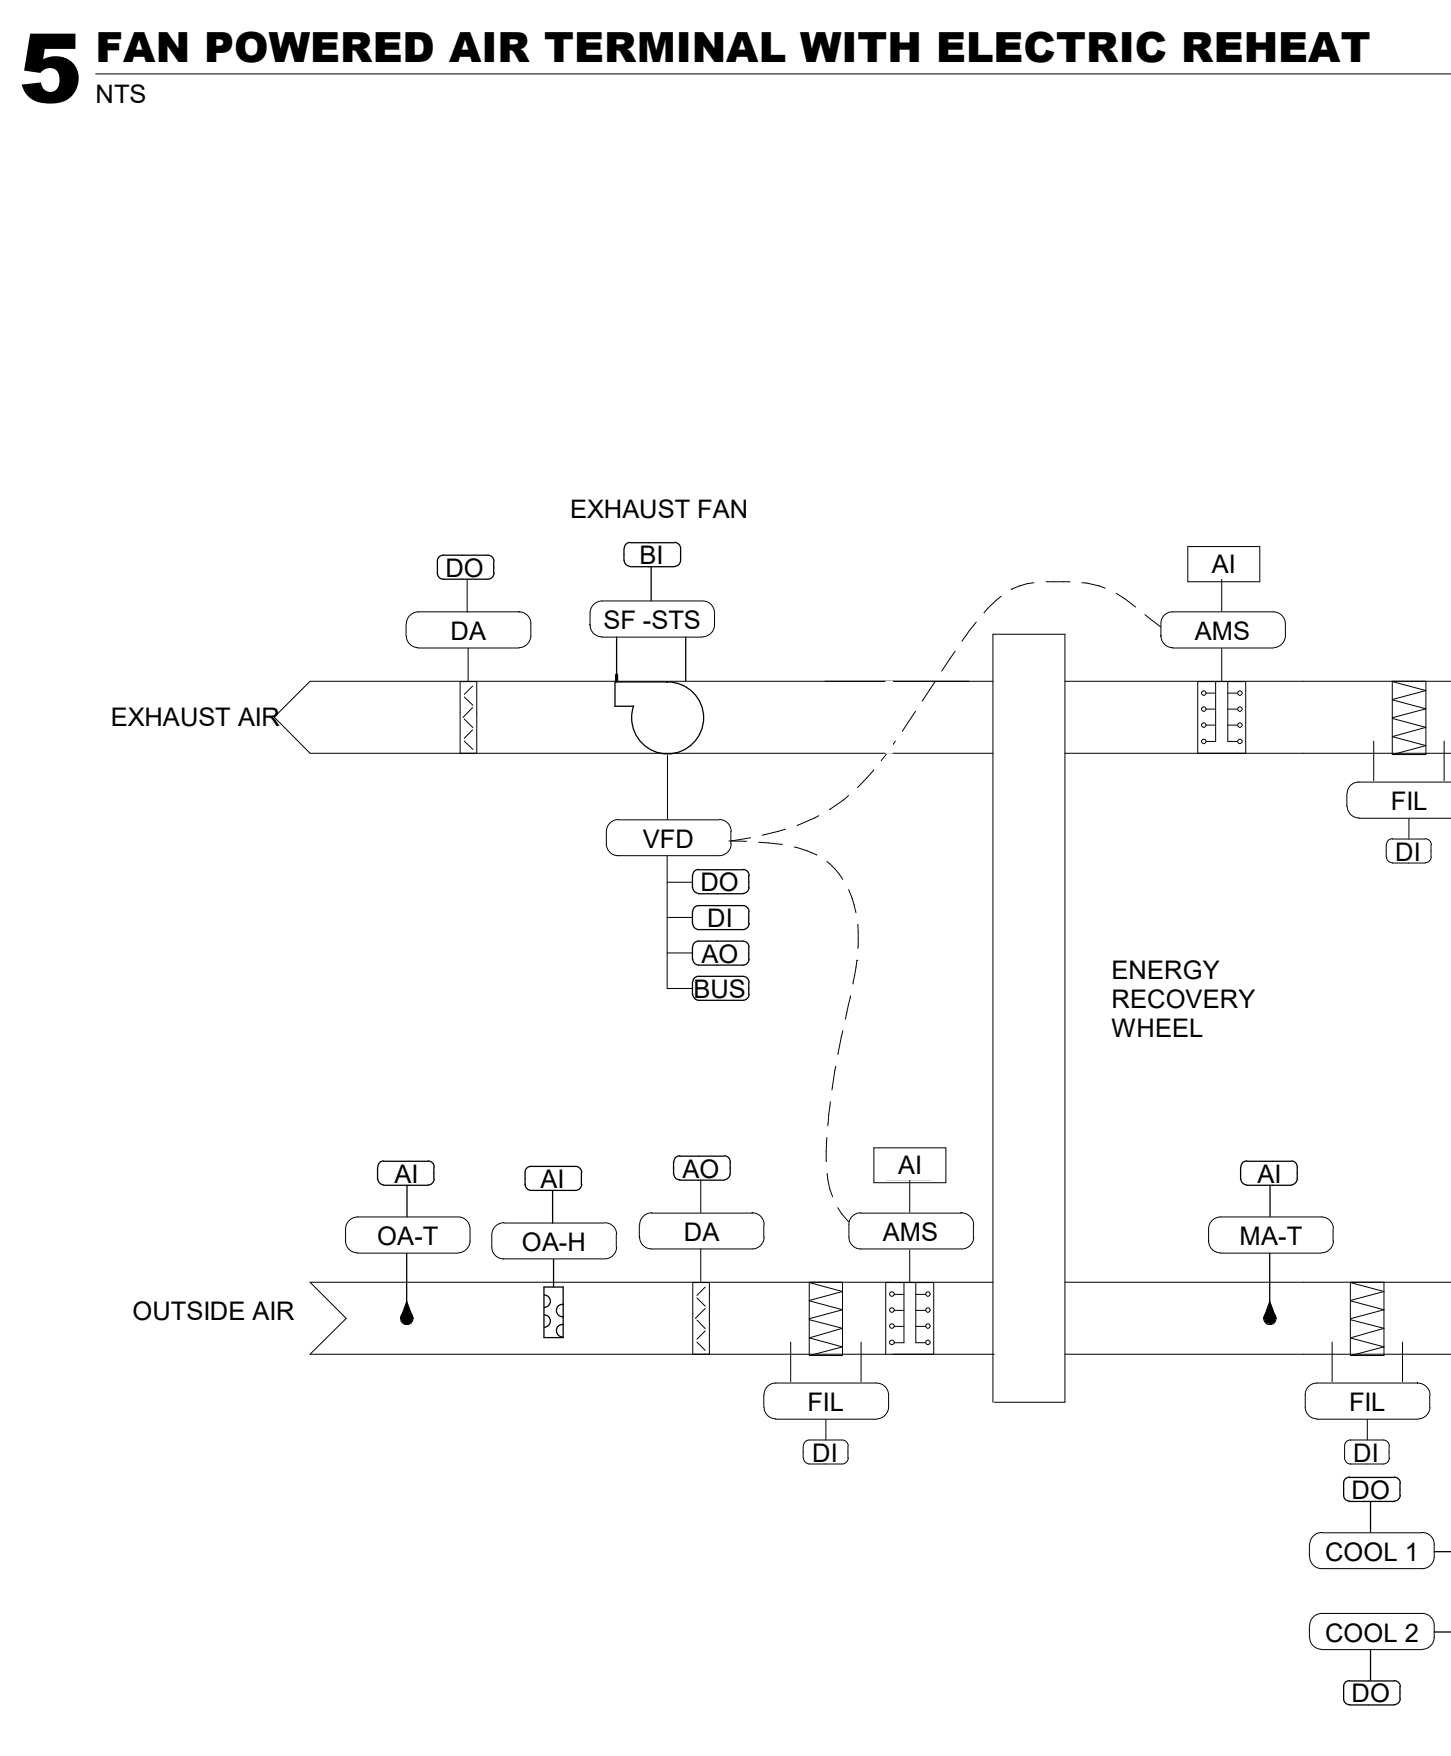 5 FAN POWERED AIR TERMINAL WITH ELECTRIC REHEAT
NTS
EXHAUST FAN
BI
DO
AI
SF -STS
DA
AMS
EXHAUST AIR
FIL
VFD
DI
DO
DI
AO
BUS
ENERGY
RECOVERY
WHEEL
AI
AI
AO
AI
AI
OA-T
OA-H
DA
AMS
MA-T
OUTSIDE AIR
FIL
FIL
DI
DI
DO
COOL 1
COOL 2
DO